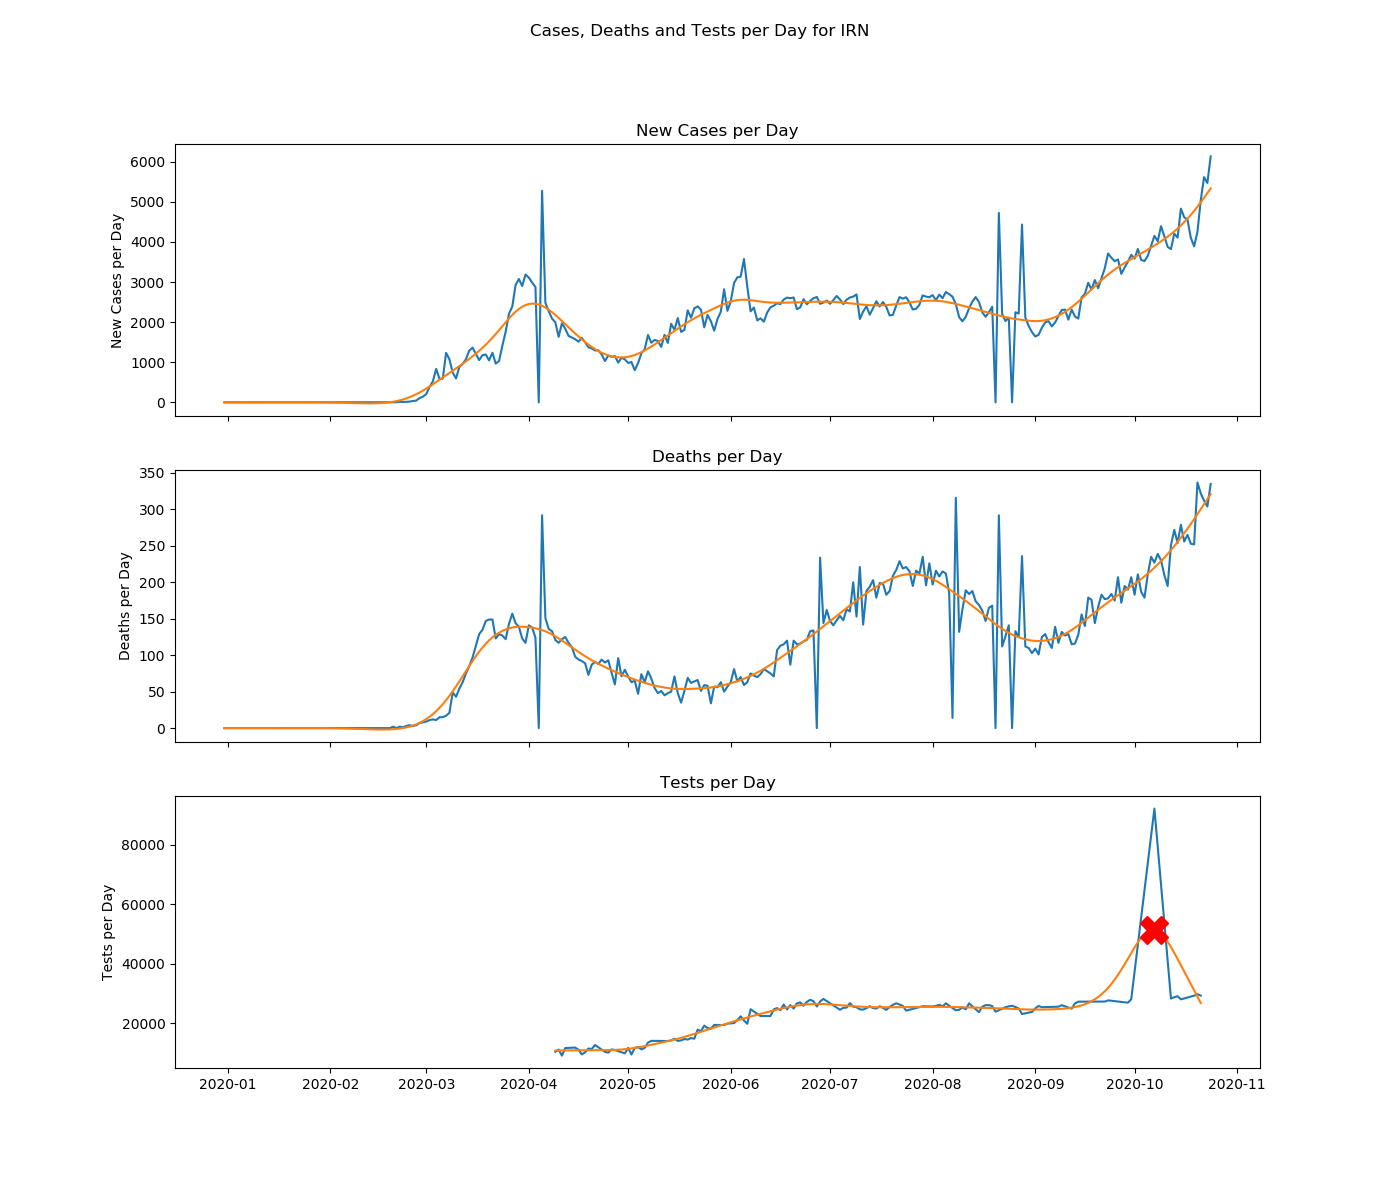 Cases, Deaths and Tests per Day for IRN
New Cases per Day
New Cases per Day
6000
5000
4000
3000
2000
1000
0
Deaths per Day
Deaths per Day
350
300
250
200
150
100
50
0
Tests per Day
Tests per Day
80000
60000
40000
20000
2020-01 2020-02 2020-03 2020-04 2020-05 2020-06 2020-07 2020-08 2020-09 2020-10 2020-11